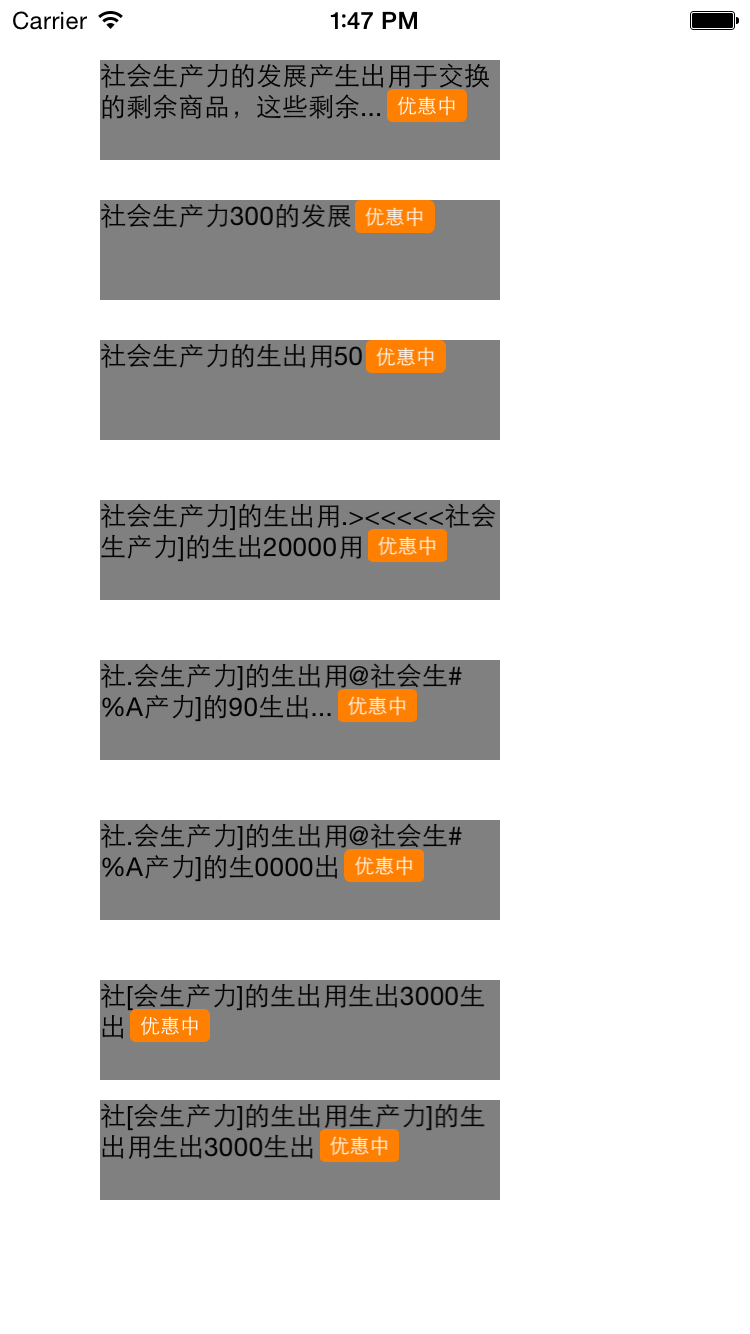 Carrier 1:47 PM
社会生产力的发展产生出用于交换
的剩余商品，这些剩余... 优惠中
社会生产力300的发展 优惠中
社会生产力的生出用50 优惠中
社会生产力]的生出用.><<<<<社会
生产力]的生出20000用 优惠中
社.会生产力]的生出用@社会生#
%A产力]的90生出... 优惠中
社.会生产力]的生出用@社会生#
%A产力]的生0000出 优惠中
社[会生产力]的生出用生出3000生
出 优惠中
社[会生产力]的生出用生产力]的生
出用生出3000生出 优惠中